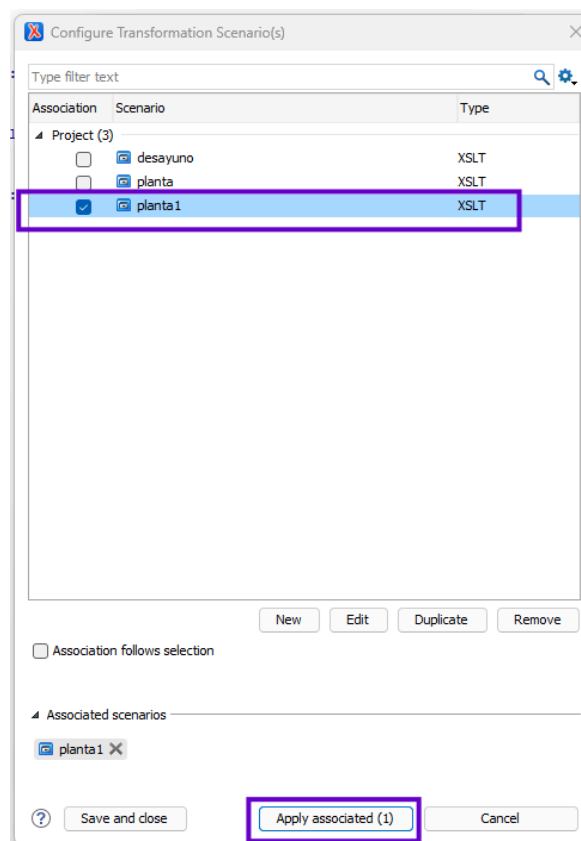 Configure Transformation Scenario(s)
Type filter text
Association Scenario Type
Project (3)
desayuno XSLT
planta XSLT
planta1 XSLT
New Edit Duplicate Remove
Association follows selection
Associated scenarios
planta1
? Save and close Apply associated (1) Cancel